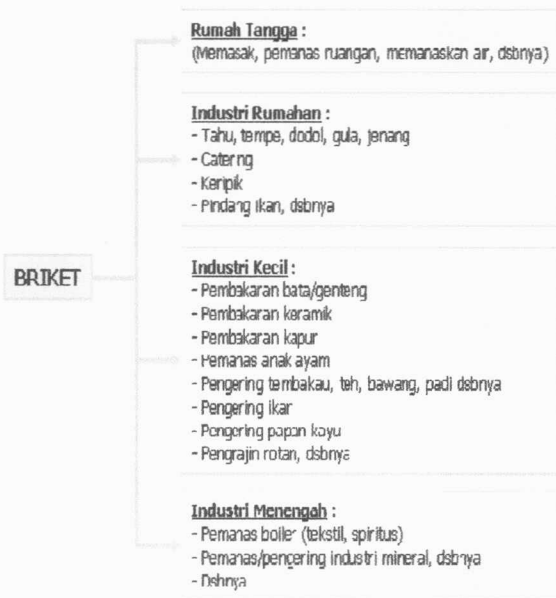 Rumah Tangga :
(Memasak, pemanas ruangan, memanaskan air, dsbnya)
Industri Rumahan :
- Tahu, tempe, dodol, gula, jenang
- Catering
- Keripik
- Pindang ikan, dsbnya
BRIKET
Industri Kecil :
- Pembakaran bata/genteng
- Pembakaran keramik
- Pembakaran kapur
- Pemanas anak ayam
- Pengering tembakau, teh, bawang, padi dsbnya
- Pengering ikan
- Pengering papan kayu
- Pengrajin rotan, dsbnya
Industri Menengah :
- Pemanas boiler (tekstil, spiritus)
- Pemanas/pengering industri mineral, dsbnya
- Dsbnya